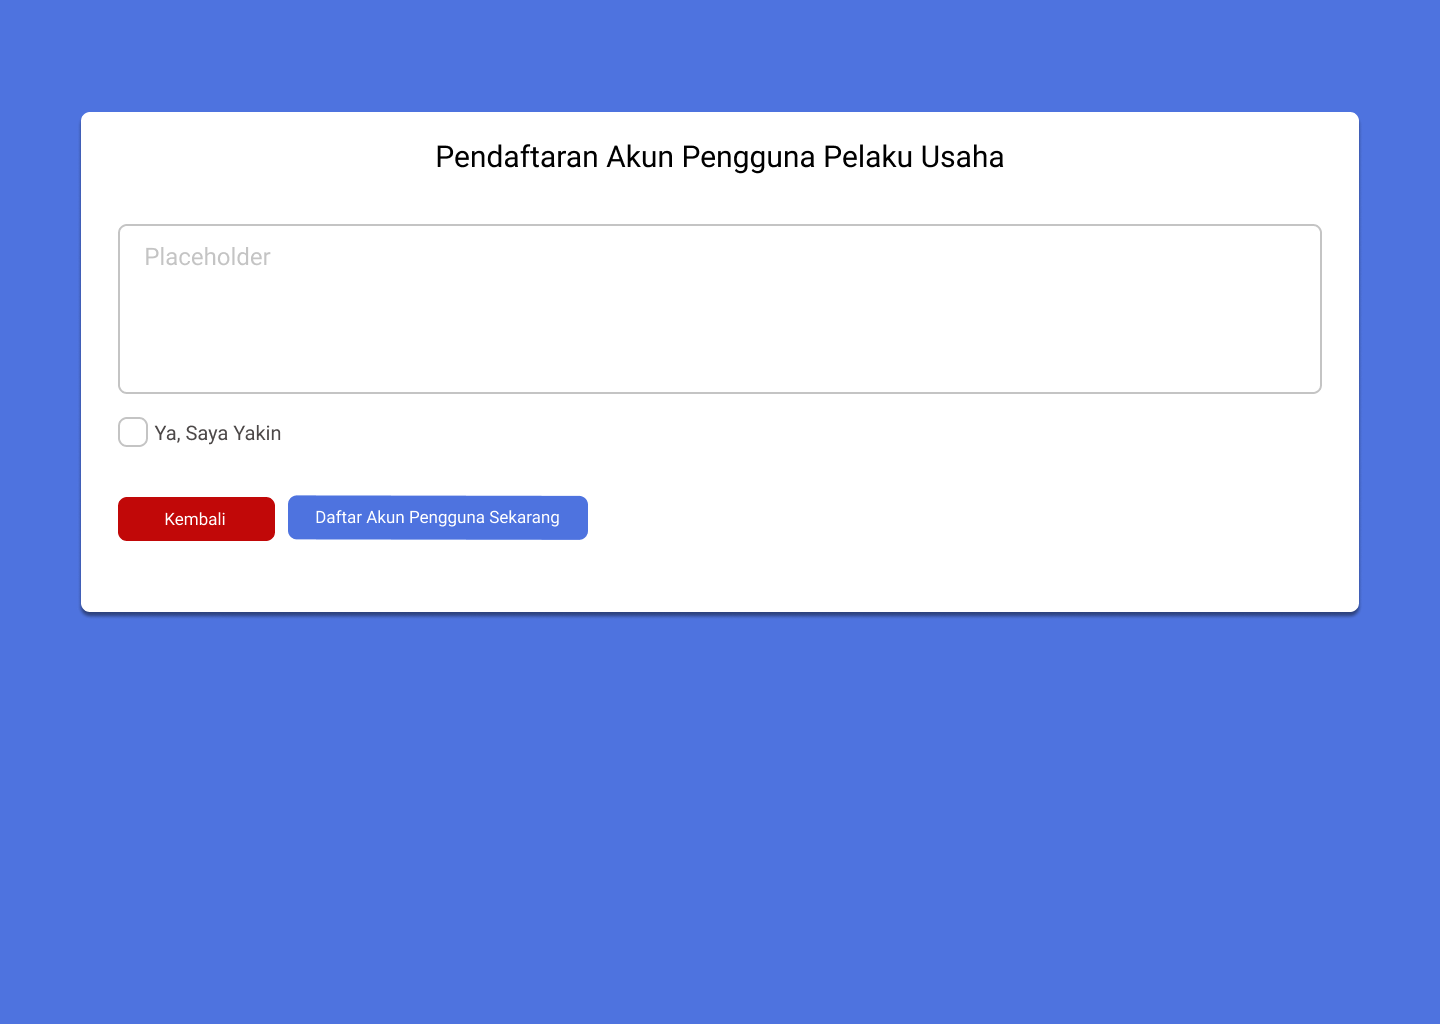 Pendaftaran Akun Pengguna Pelaku Usaha
Placeholder
Ya, Saya Yakin
Kembali
Daftar Akun Pengguna Sekarang